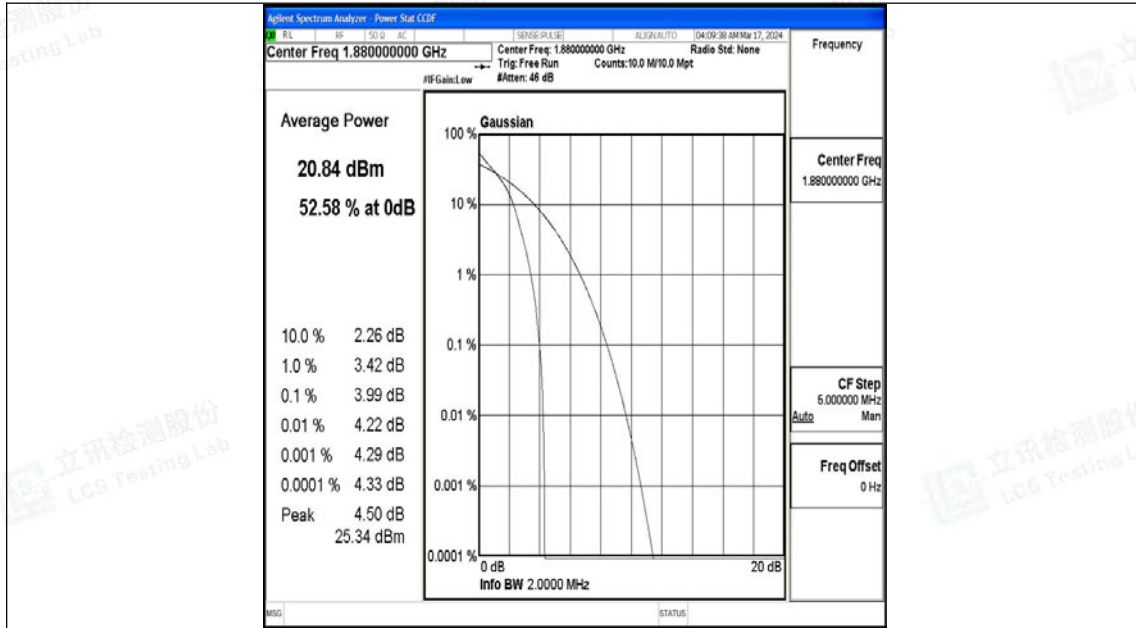 Agilent Spectrum Analyzer - Power Stat CCDF
RL RF 50 Ω AC SENSE:PULSE ALIGNAUTO 04:09:38 AM Mar 17, 2024
Center Freq 1.880000000 GHz
Center Freq: 1.880000000 GHz
Radio Std: None
Trig: Free Run Counts:10.0 M/10.0 Mpt
#IFGain:Low #Atten: 46 dB
Frequency
Average Power
20.84 dBm
52.58 % at 0dB
10.0 % 2.26 dB
1.0 % 3.42 dB
0.1 % 3.99 dB
0.01 % 4.22 dB
0.001 % 4.29 dB
0.0001 % 4.33 dB
Peak 4.50 dB
25.34 dBm
Gaussian
100 %
10 %
1 %
0.1 %
0.01 %
0.001 %
0.0001 %
0 dB 20 dB
Info BW 2.0000 MHz
Center Freq
1.880000000 GHz
CF Step
5.000000 MHz
Auto Man
Freq Offset
0 Hz
MSG STATUS
立讯检测股份
LCS Testing Lab
立讯检测股份
LCS Testing L